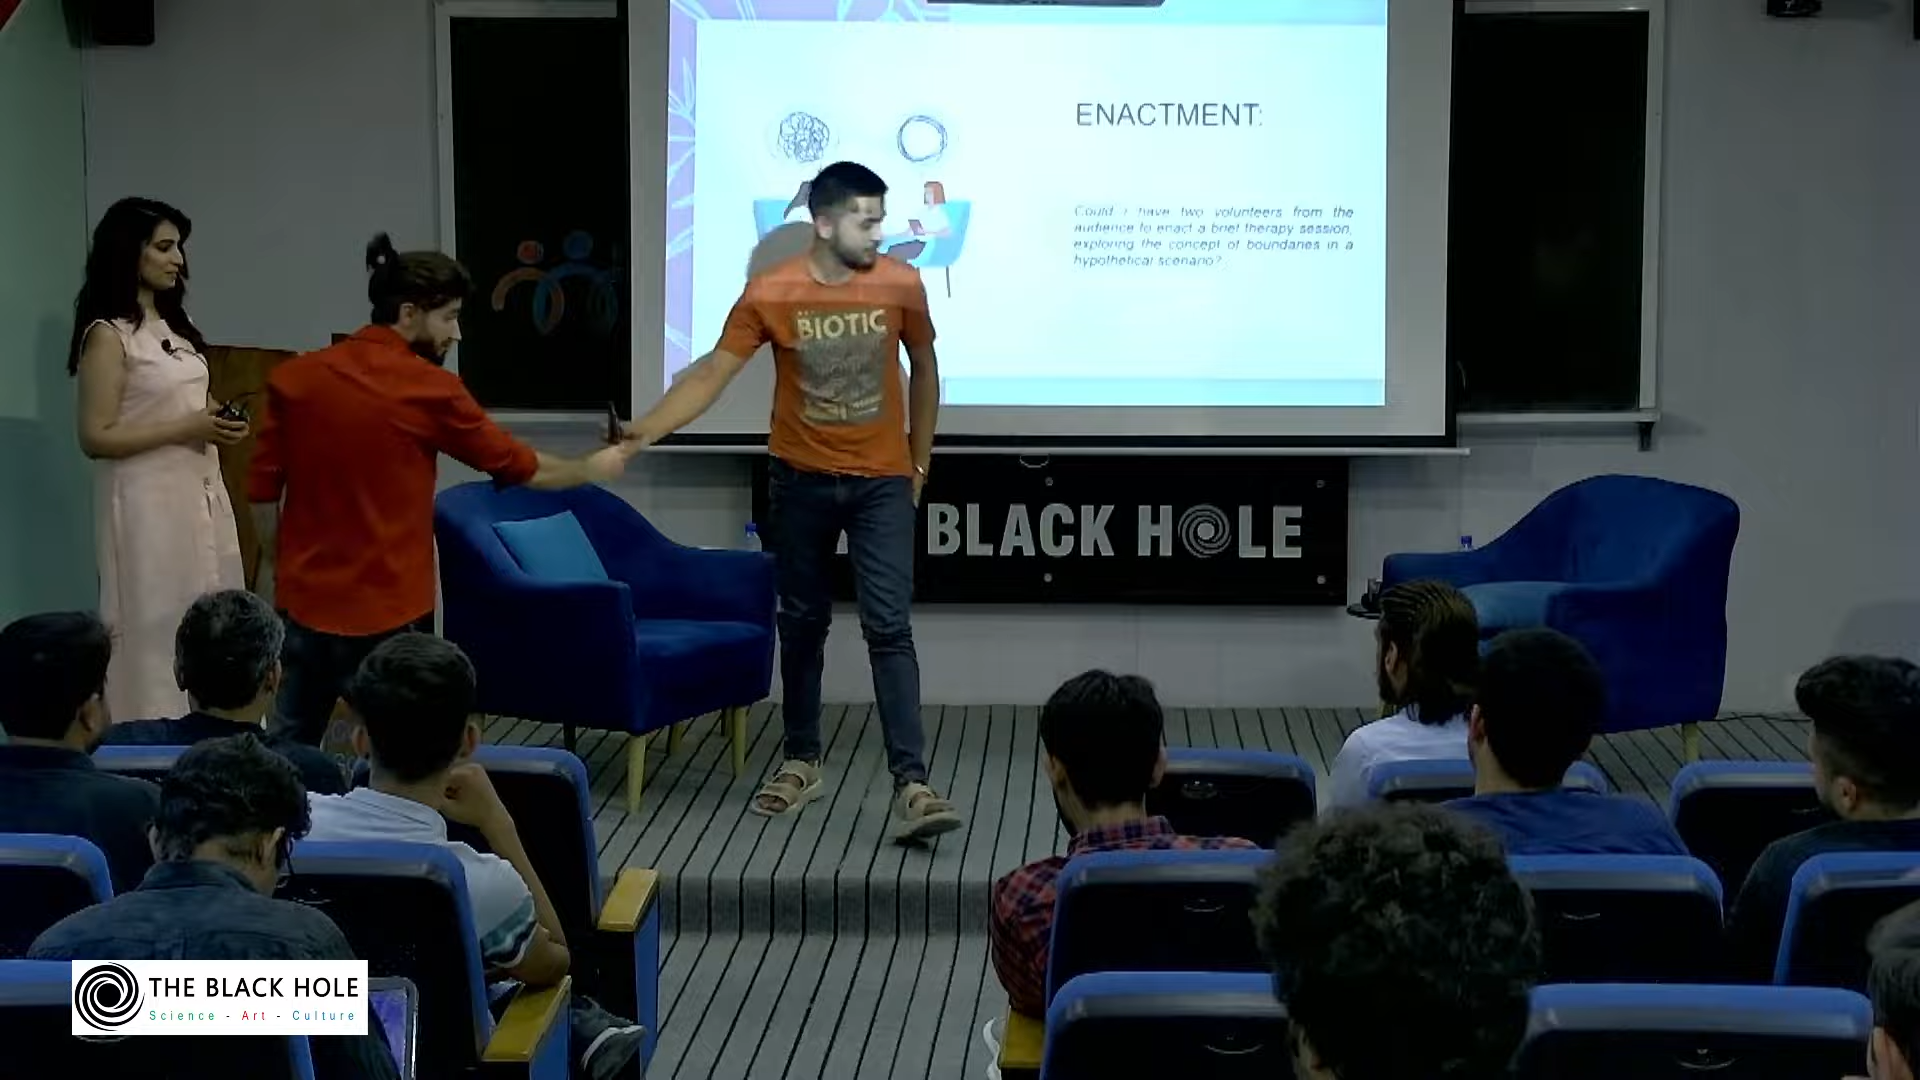 ENACTMENT:
Could I have two volunteers from the
audience to enact a brief therapy session,
exploring the concept of boundaries in a
hypothetical scenario?
BIOTIC
BLACK HOLE
THE BLACK HOLE
Science - Art - Culture